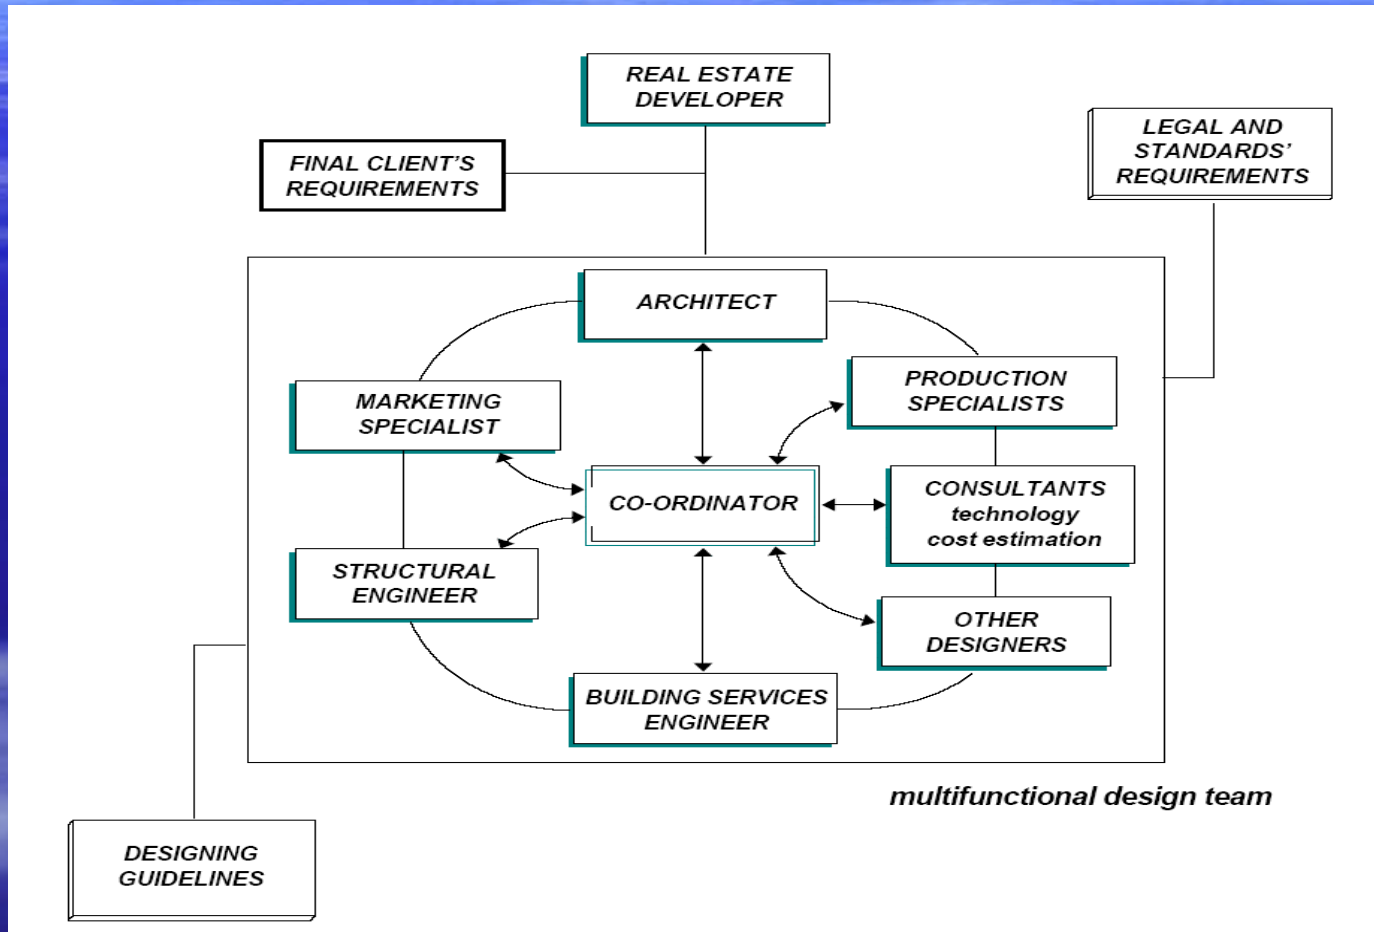 REAL ESTATE
DEVELOPER
FINAL CLIENT'S
REQUIREMENTS
LEGAL AND
STANDARDS'
REQUIREMENTS
ARCHITECT
MARKETING
SPECIALIST
PRODUCTION
SPECIALISTS
CO-ORDINATOR
CONSULTANTS
technology
cost estimation
STRUCTURAL
ENGINEER
OTHER
DESIGNERS
BUILDING SERVICES
ENGINEER
multifunctional design team
DESIGNING
GUIDELINES